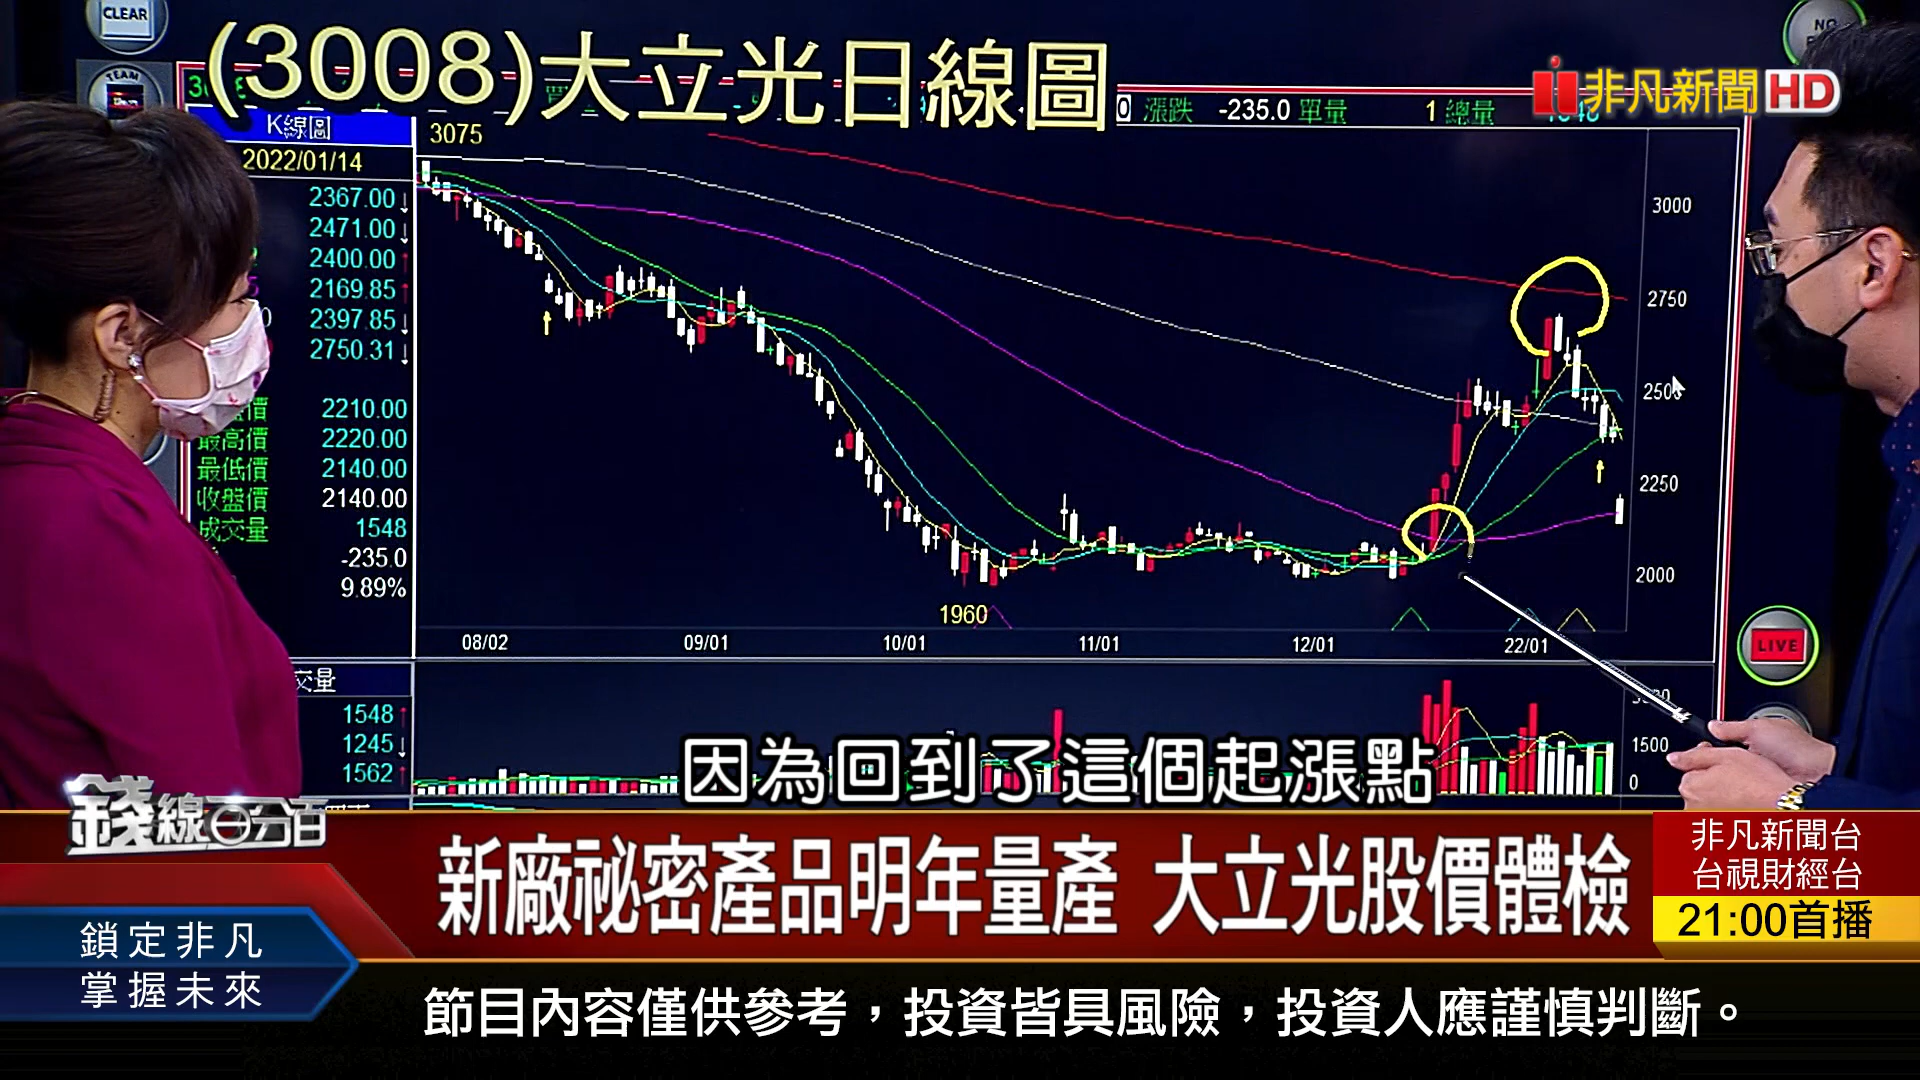 CLEAR
TEAM
(3008)大立光日線圖
漲跌 -235.0 單量 1 總量
非凡新聞HD
K線圖
2022/01/14
3075
2367.00↓
2471.00↓
2400.00↑
2169.85↑
2397.85↓
2750.31↓
2210.00
最高價 2220.00
最低價 2140.00
收盤價 2140.00
成交量 1548
-235.0
9.89%
3000
2750
2500
2250
2000
1960
08/02 09/01 10/01 11/01 12/01 22/01
LIVE
交量
1548↑
1245↓
1562↑
1500
0
因為回到了這個起漲點
錢線百分百
新廠祕密產品明年量產 大立光股價體檢
非凡新聞台
台視財經台
21:00首播
鎖定非凡
掌握未來
節目內容僅供參考，投資皆具風險，投資人應謹慎判斷。